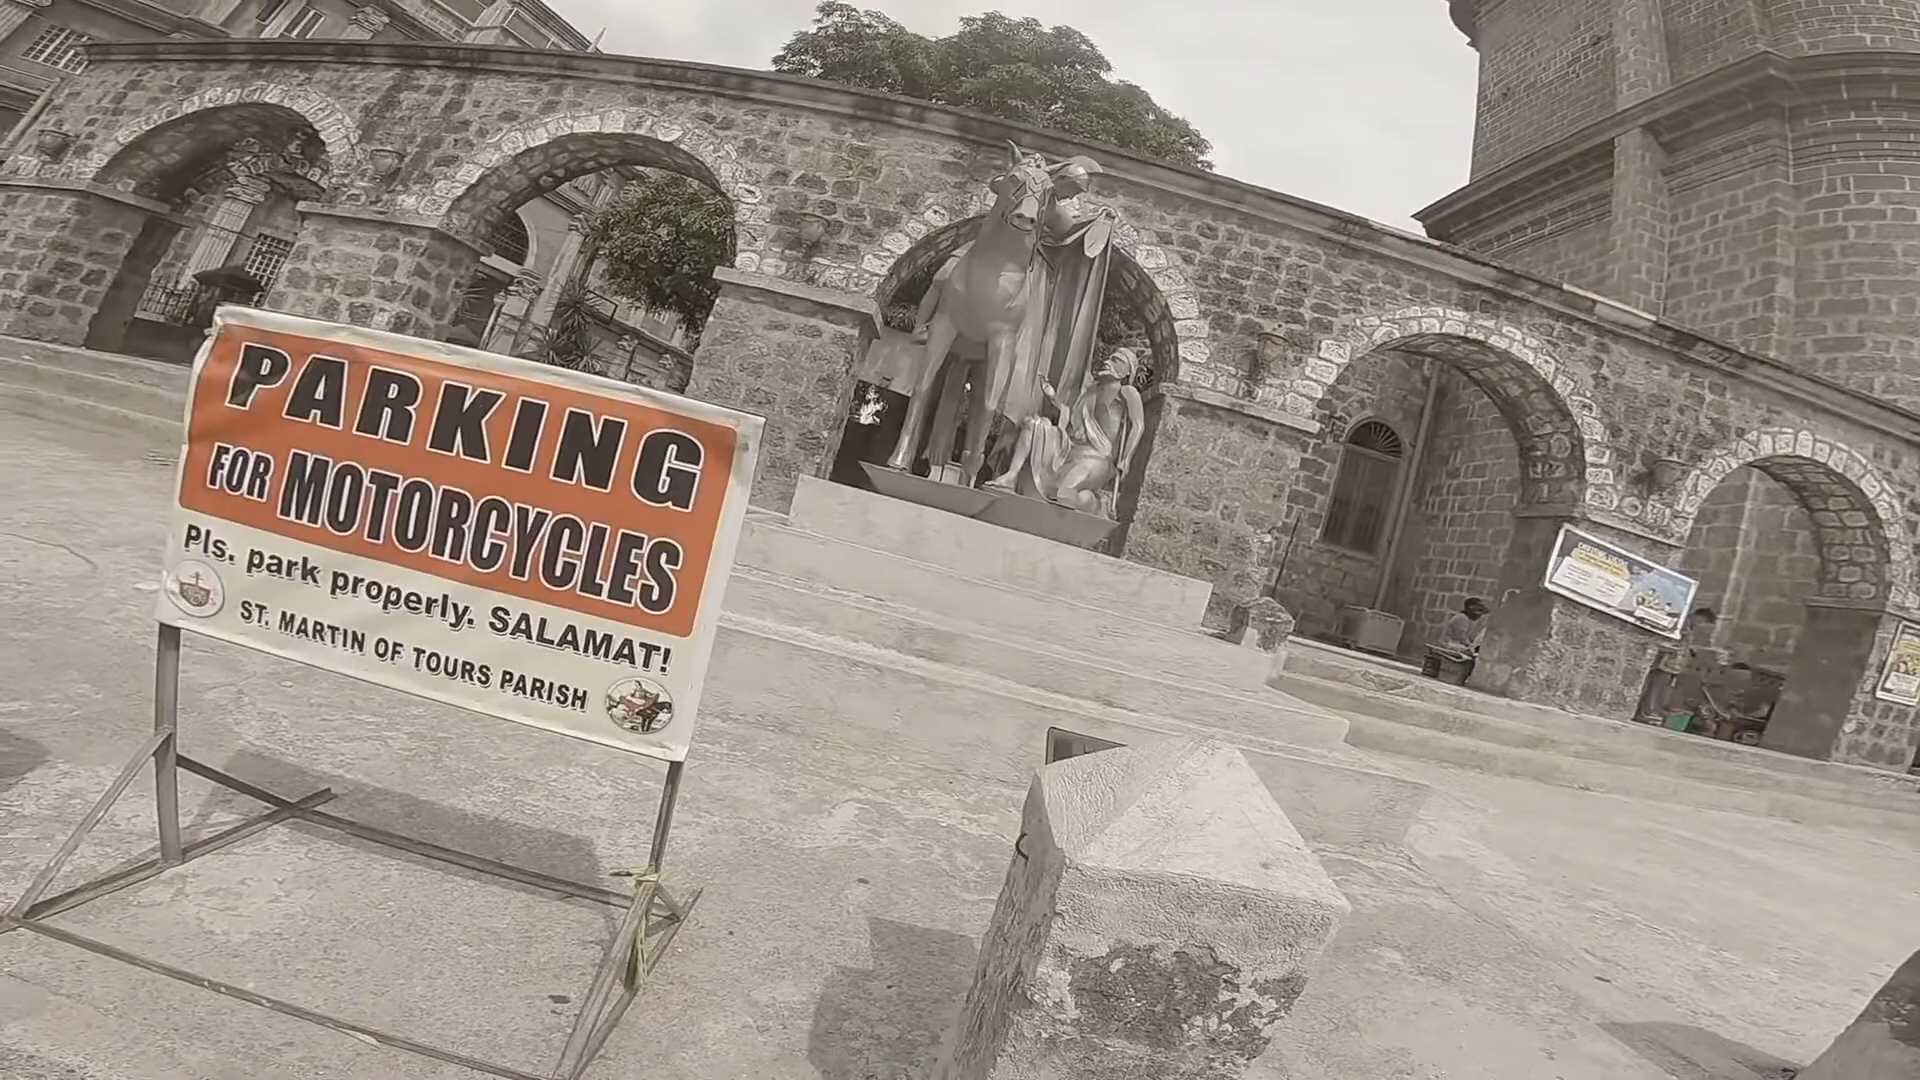 PARKING
FOR MOTORCYCLES
Pls. park properly. SALAMAT!
ST. MARTIN OF TOURS PARISH